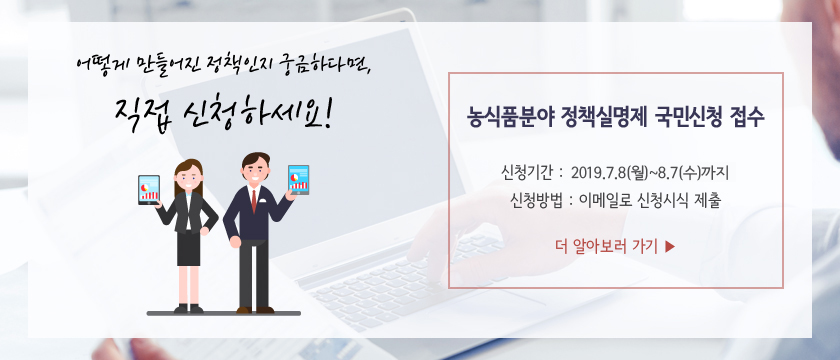 어떻게 만들어진 정책인지 궁금하다면,
직접 신청하세요!
농식품분야 정책실명제 국민신청 접수
신청기간 : 2019.7.8(월)~8.7(수)까지
신청방법 : 이메일로 신청시식 제출
더 알아보러 가기 ▶